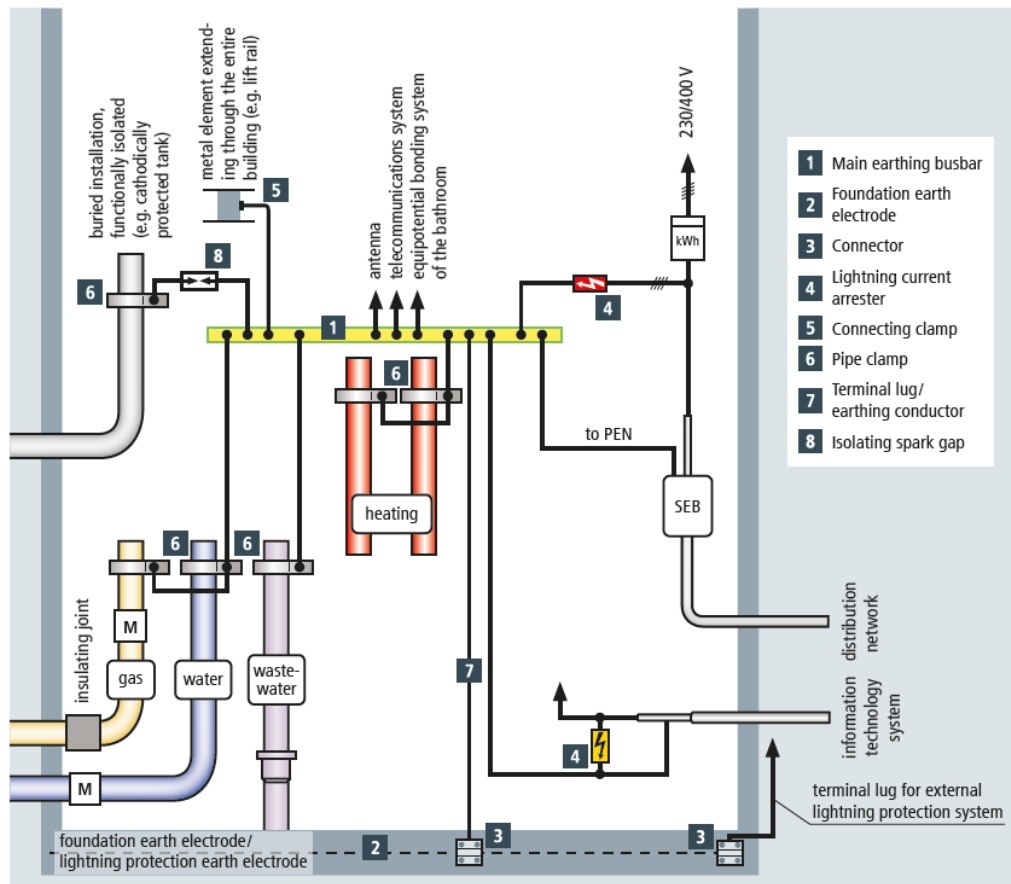 buried installation,
functionally isolated
(e.g. cathodically
protected tank)
metal element extend-
ing through the entire
building (e.g. lift rail)
5
antenna
telecommunications system
equipotential bonding system
of the bathroom
230/400 V
kWh
1 Main earthing busbar
2 Foundation earth
electrode
3 Connector
4 Lightning current
arrester
5 Connecting clamp
6 Pipe clamp
7 Terminal lug/
earthing conductor
8 Isolating spark gap
8
6
4
1
6
to PEN
heating
SEB
6
6
insulating joint
M
gas
water
waste-
water
7
distribution
network
information
technology
system
4
M
terminal lug for external
lightning protection system
foundation earth electrode/
lightning protection earth electrode
2
3
3